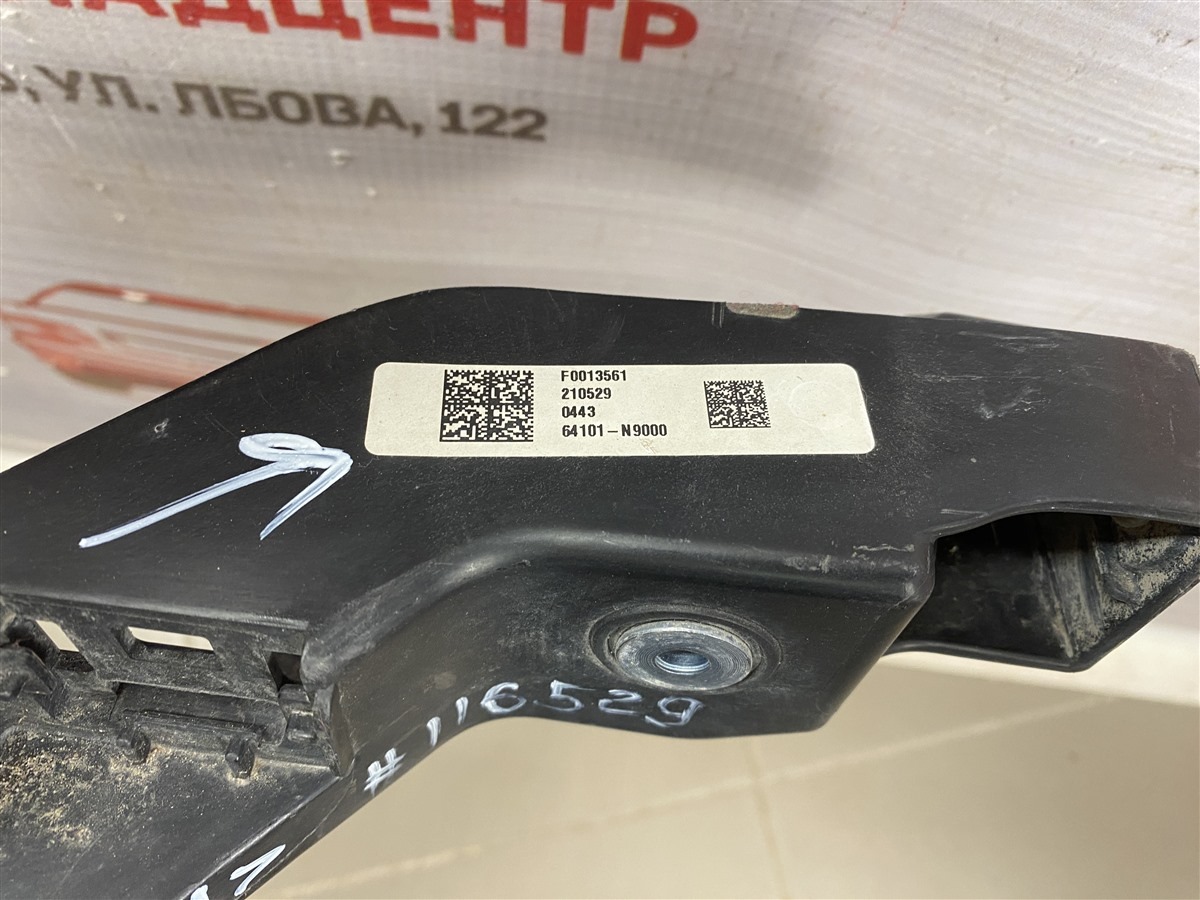 АДЦЕНТР
, УЛ. ЛБОВА, 122
F0013561
210529
0443
64101-N9000
#116529